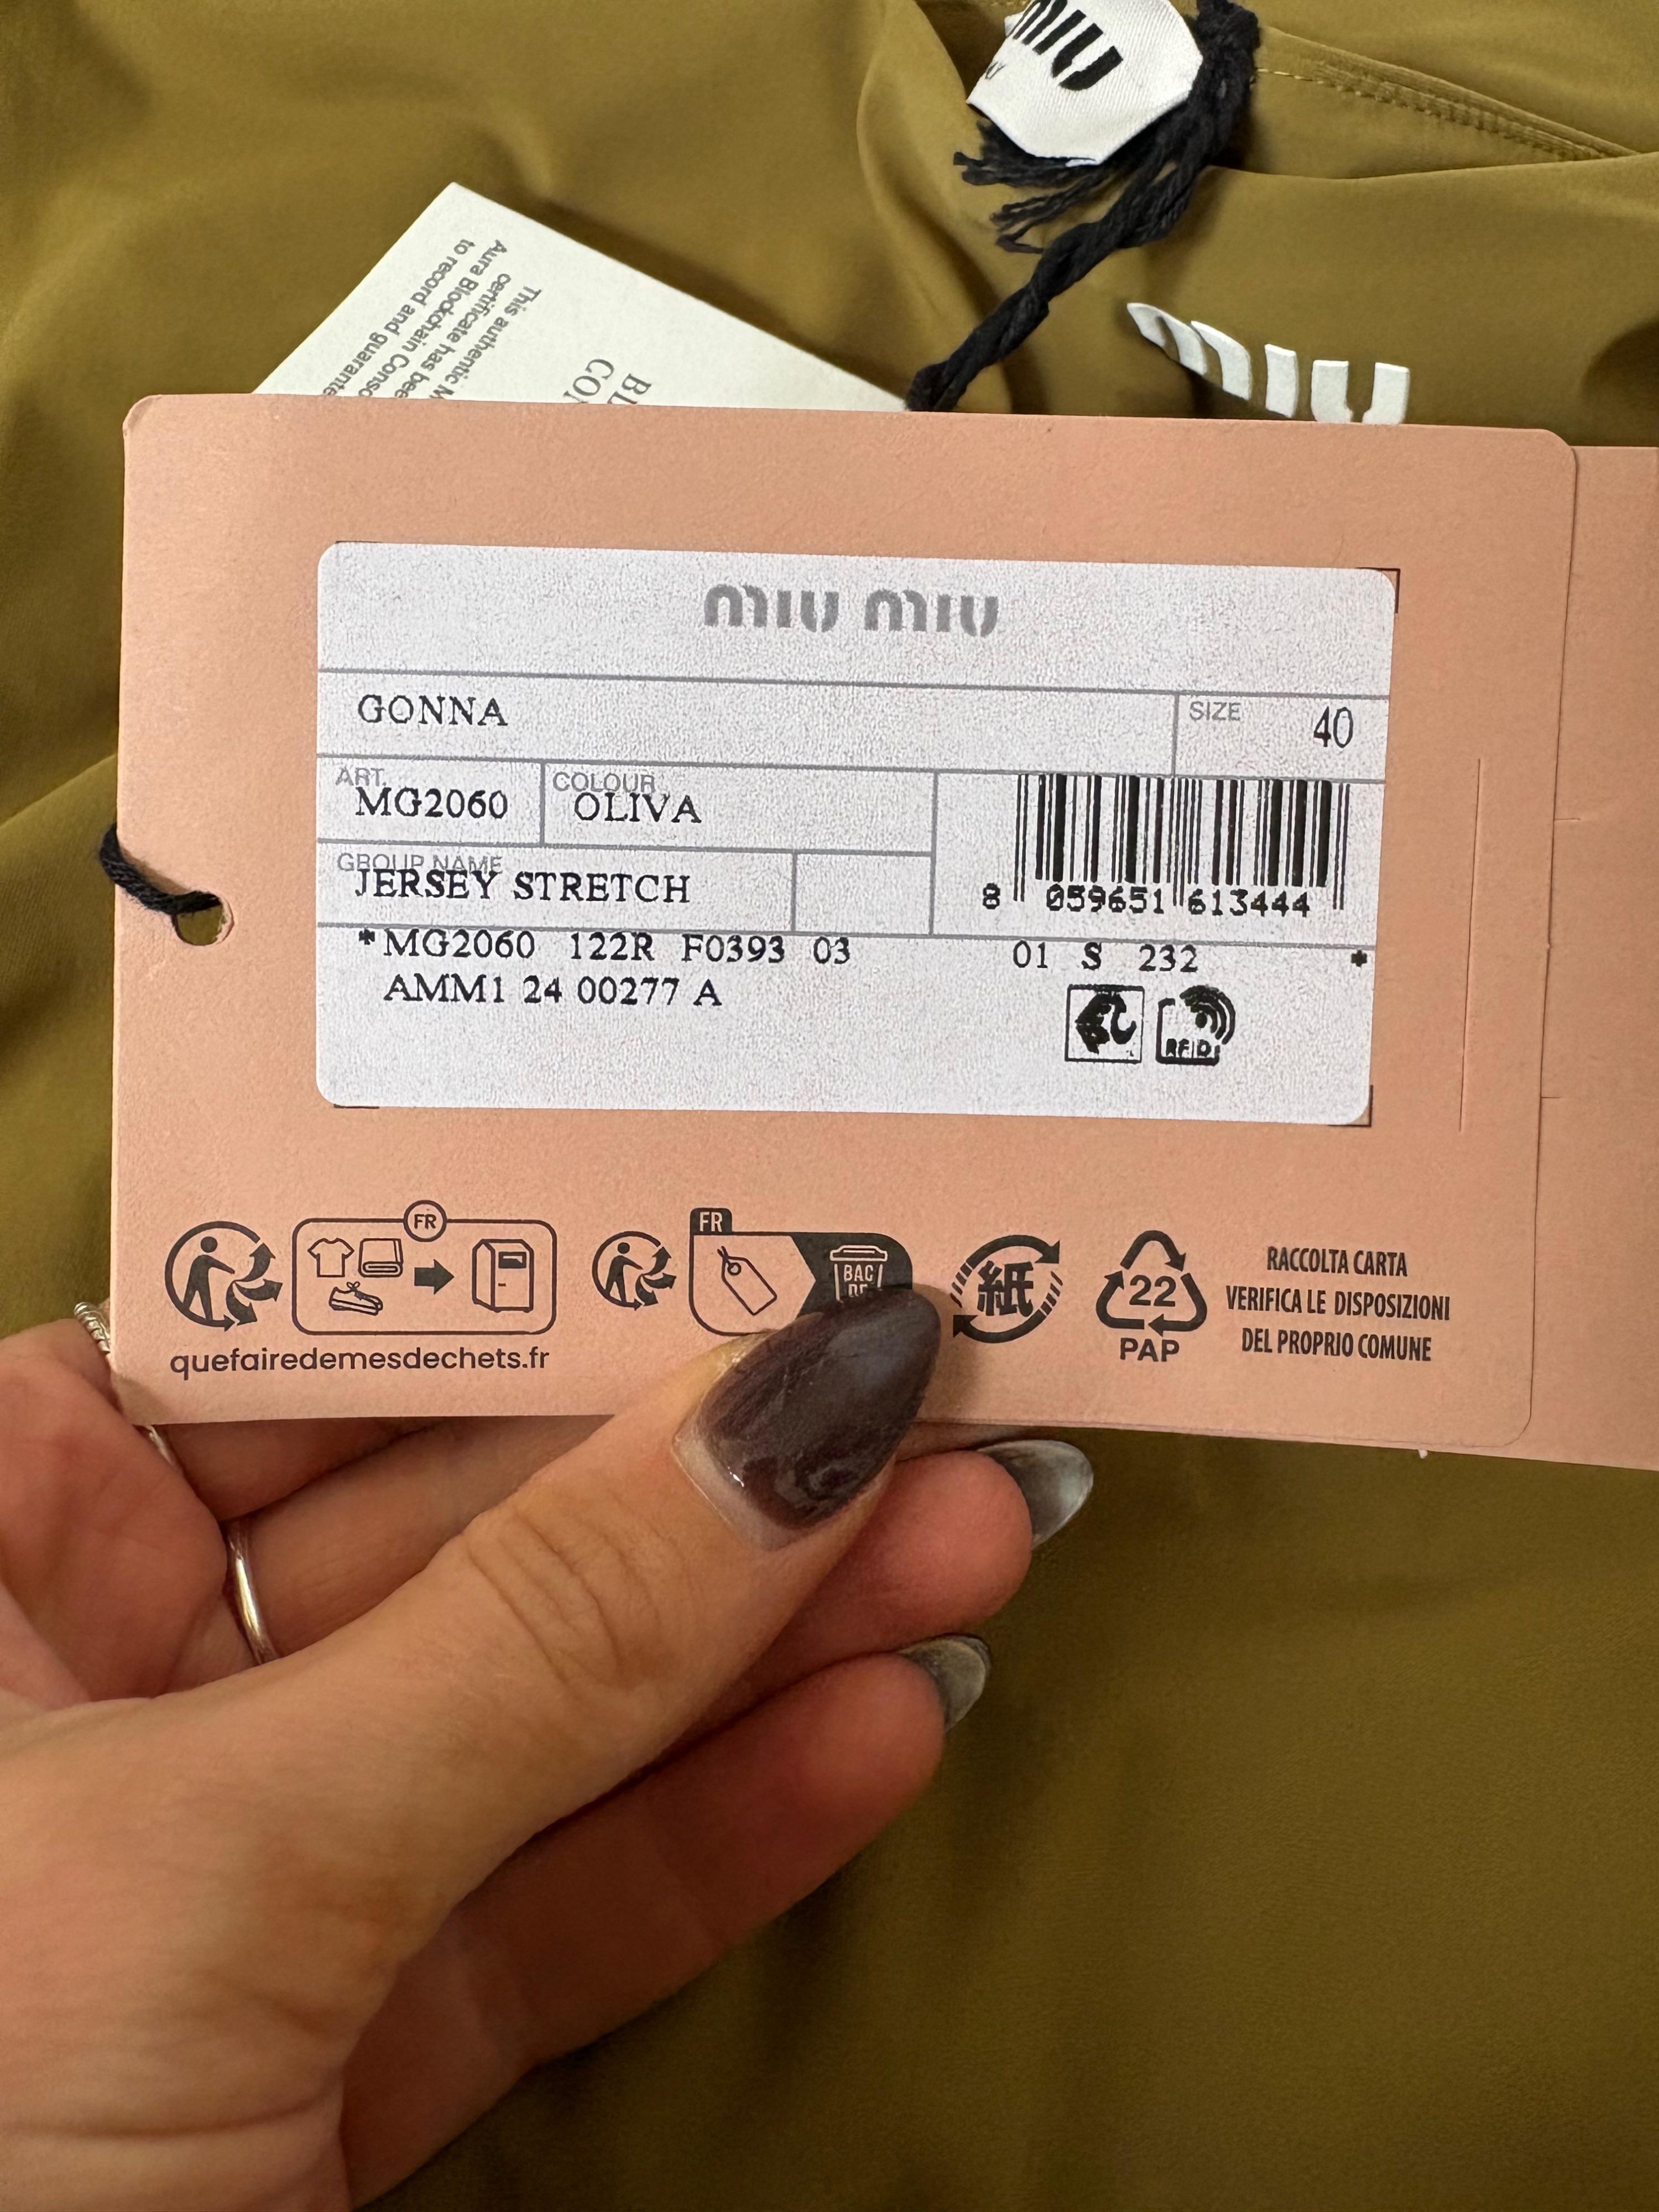 MIU
This authentic
certificate has bee
Aura Blockchain Conso
to record and guarante
miu
miu miu
GONNA
SIZE 40
ART. MG2060
COLOUR OLIVA
GROUP NAME
JERSEY STRETCH
8 059651 613444
*MG2060 122R F0393 03 01 S 232 *
AMM1 24 00277 A
RFID
FR
FR
BAC
DE
紙
22
PAP
quefairedemesdechets.fr
RACCOLTA CARTA
VERIFICA LE DISPOSIZIONI
DEL PROPRIO COMUNE